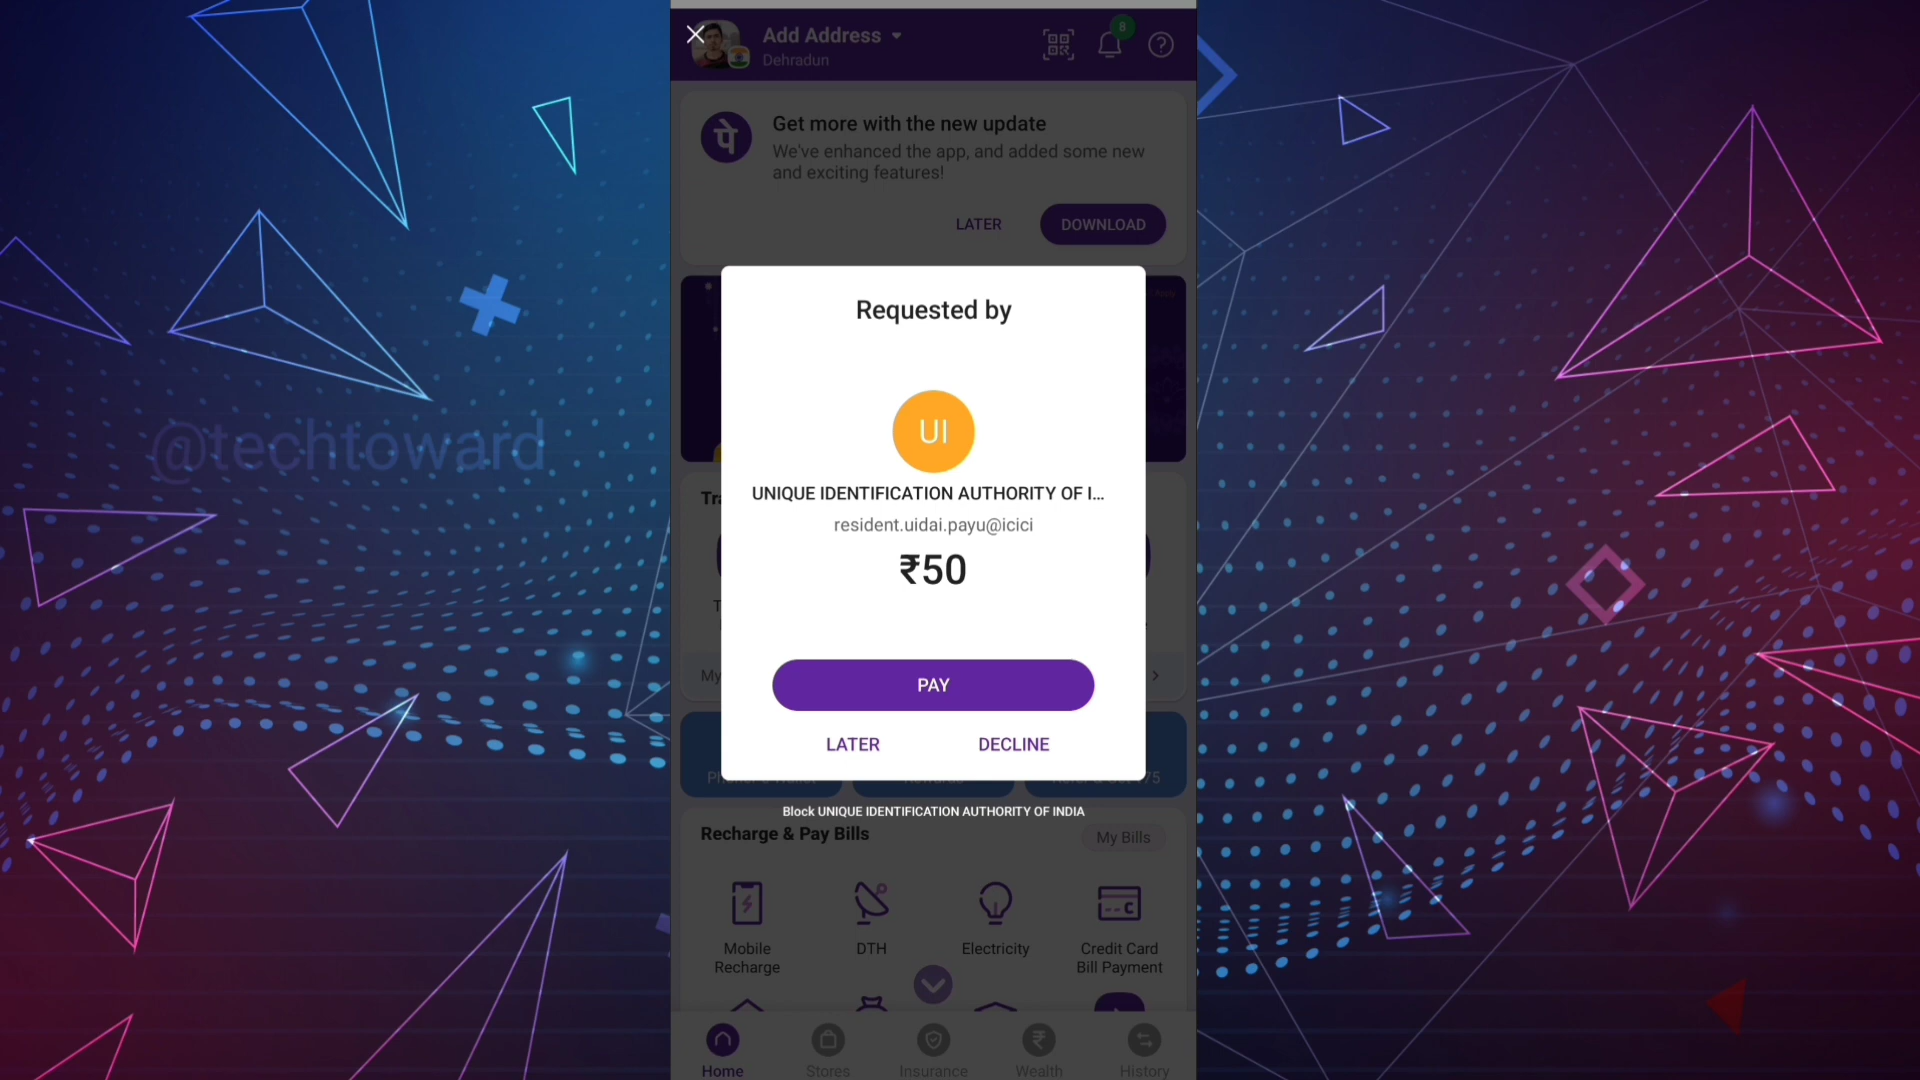 Add Address
8
Dehradun
पे
Get more with the new update
We've enhanced the app, and added some new
and exciting features!
LATER
DOWNLOAD
Requested by
UI
UNIQUE IDENTIFICATION AUTHORITY OF I...
resident.uidai.payu@icici
₹50
PAY
LATER
DECLINE
Block UNIQUE IDENTIFICATION AUTHORITY OF INDIA
Recharge & Pay Bills
My Bills
Mobile
Recharge
DTH
Electricity
Credit Card
Bill Payment
Home
Stores
Insurance
Wealth
History
@techtoward